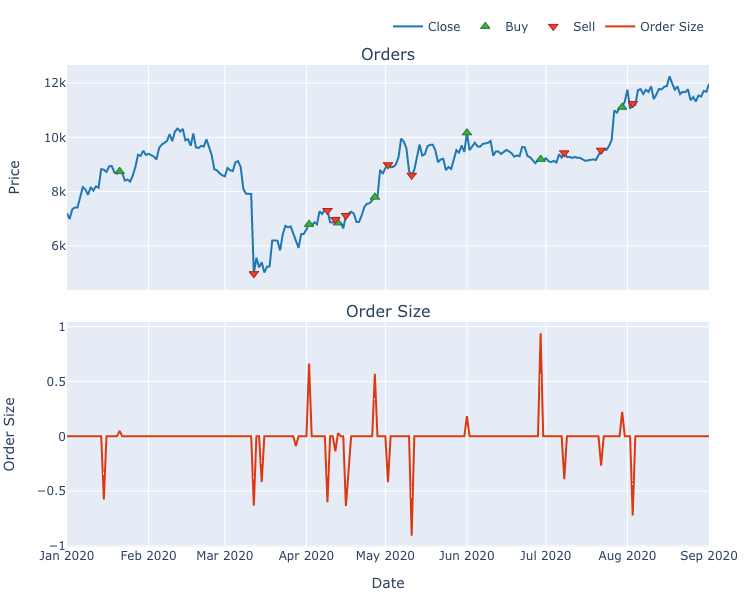 Close Buy Sell Order Size
Orders
12k
10k
8k
6k
Price
Order Size
1
0.5
0
−0.5
−1
Order Size
Jan 2020 Feb 2020 Mar 2020 Apr 2020 May 2020 Jun 2020 Jul 2020 Aug 2020 Sep 2020
Date